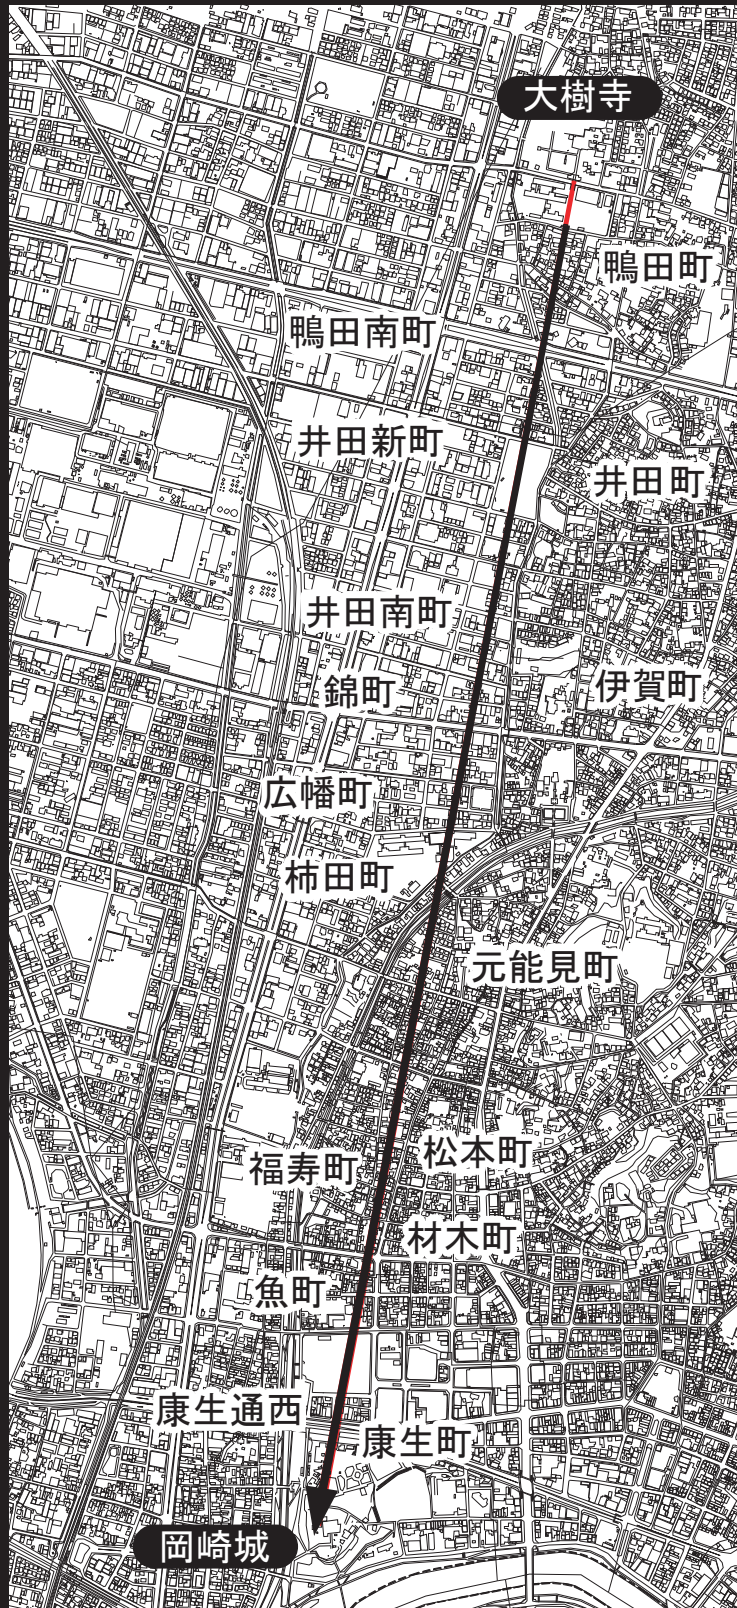 大樹寺
鴨田町
鴨田南町
井田新町
井田町
井田南町
伊賀町
錦町
広幡町
柿田町
元能見町
松本町
福寿町
材木町
魚町
康生通西
康生町
岡崎城